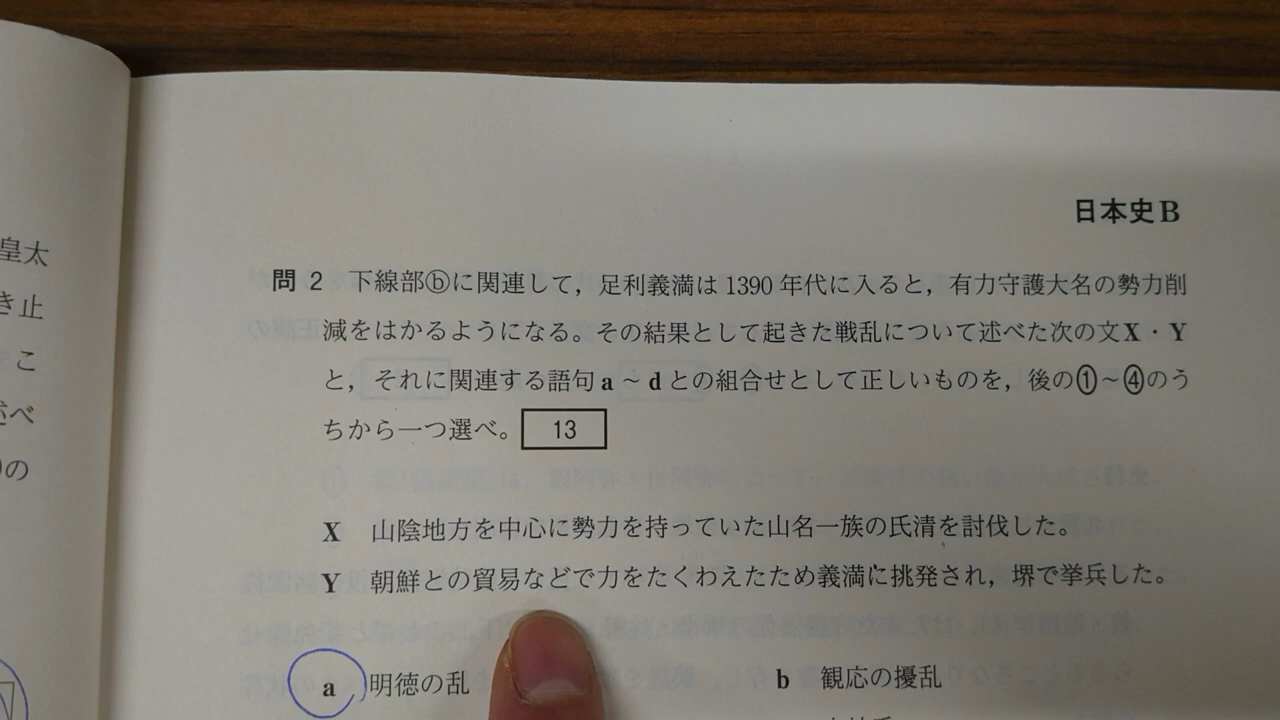 皇太
き止
こ
述べ
の
日本史B
問2 下線部ⓑに関連して，足利義満は1390年代に入ると，有力守護大名の勢力削
減をはかるようになる。その結果として起きた戦乱について述べた次の文X・Y
と，それに関連する語句a～dとの組合せとして正しいものを，後の①～④のう
ちから一つ選べ。 13
X 山陰地方を中心に勢力を持っていた山名一族の氏清を討伐した。
Y 朝鮮との貿易などで力をたくわえたため義満に挑発され，堺で挙兵した。
a 明徳の乱 b 観応の擾乱